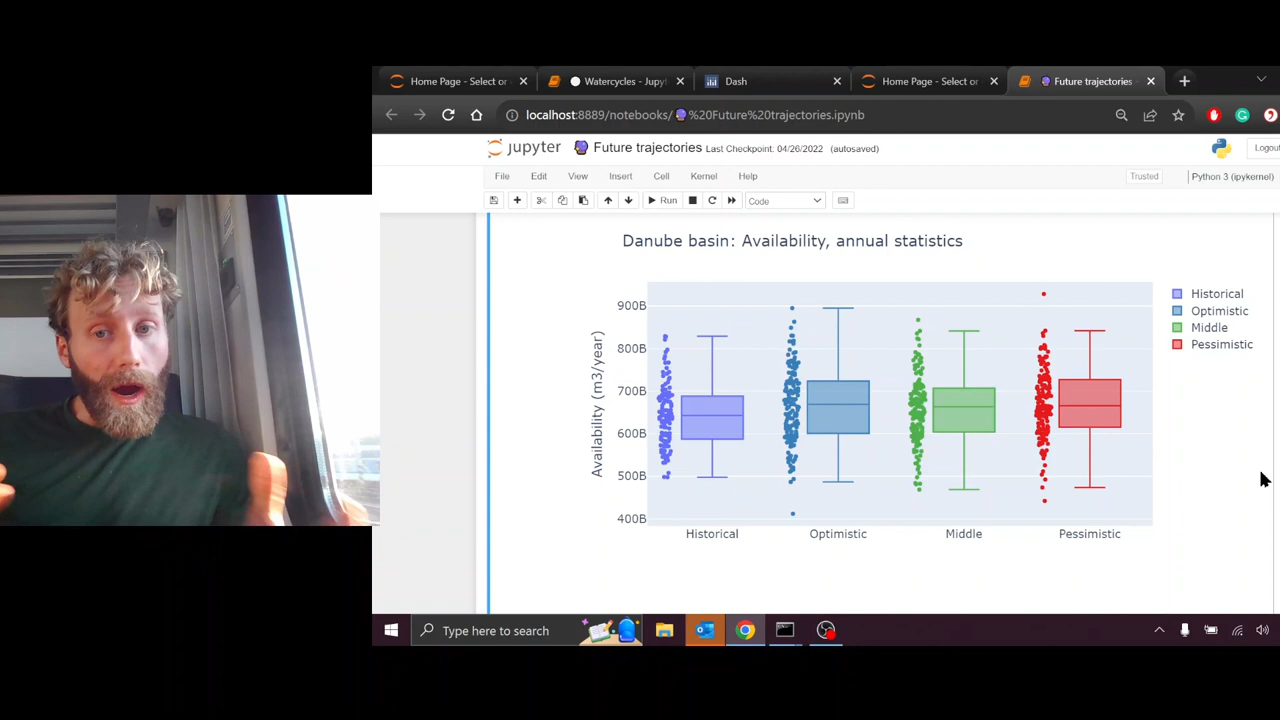 Home Page - Select or
Watercycles - Jupyt
Dash
Home Page - Select or
Future trajectories -
localhost:8889/notebooks/🔮%20Future%20trajectories.ipynb
jupyter
Future trajectories Last Checkpoint: 04/26/2022 (autosaved)
Logout
File Edit View Insert Cell Kernel Help
Trusted
Python 3 (ipykernel)
Run
Code
Danube basin: Availability, annual statistics
Availability (m3/year)
900B
800B
700B
600B
500B
400B
Historical
Optimistic
Middle
Pessimistic
Historical
Optimistic
Middle
Pessimistic
Type here to search